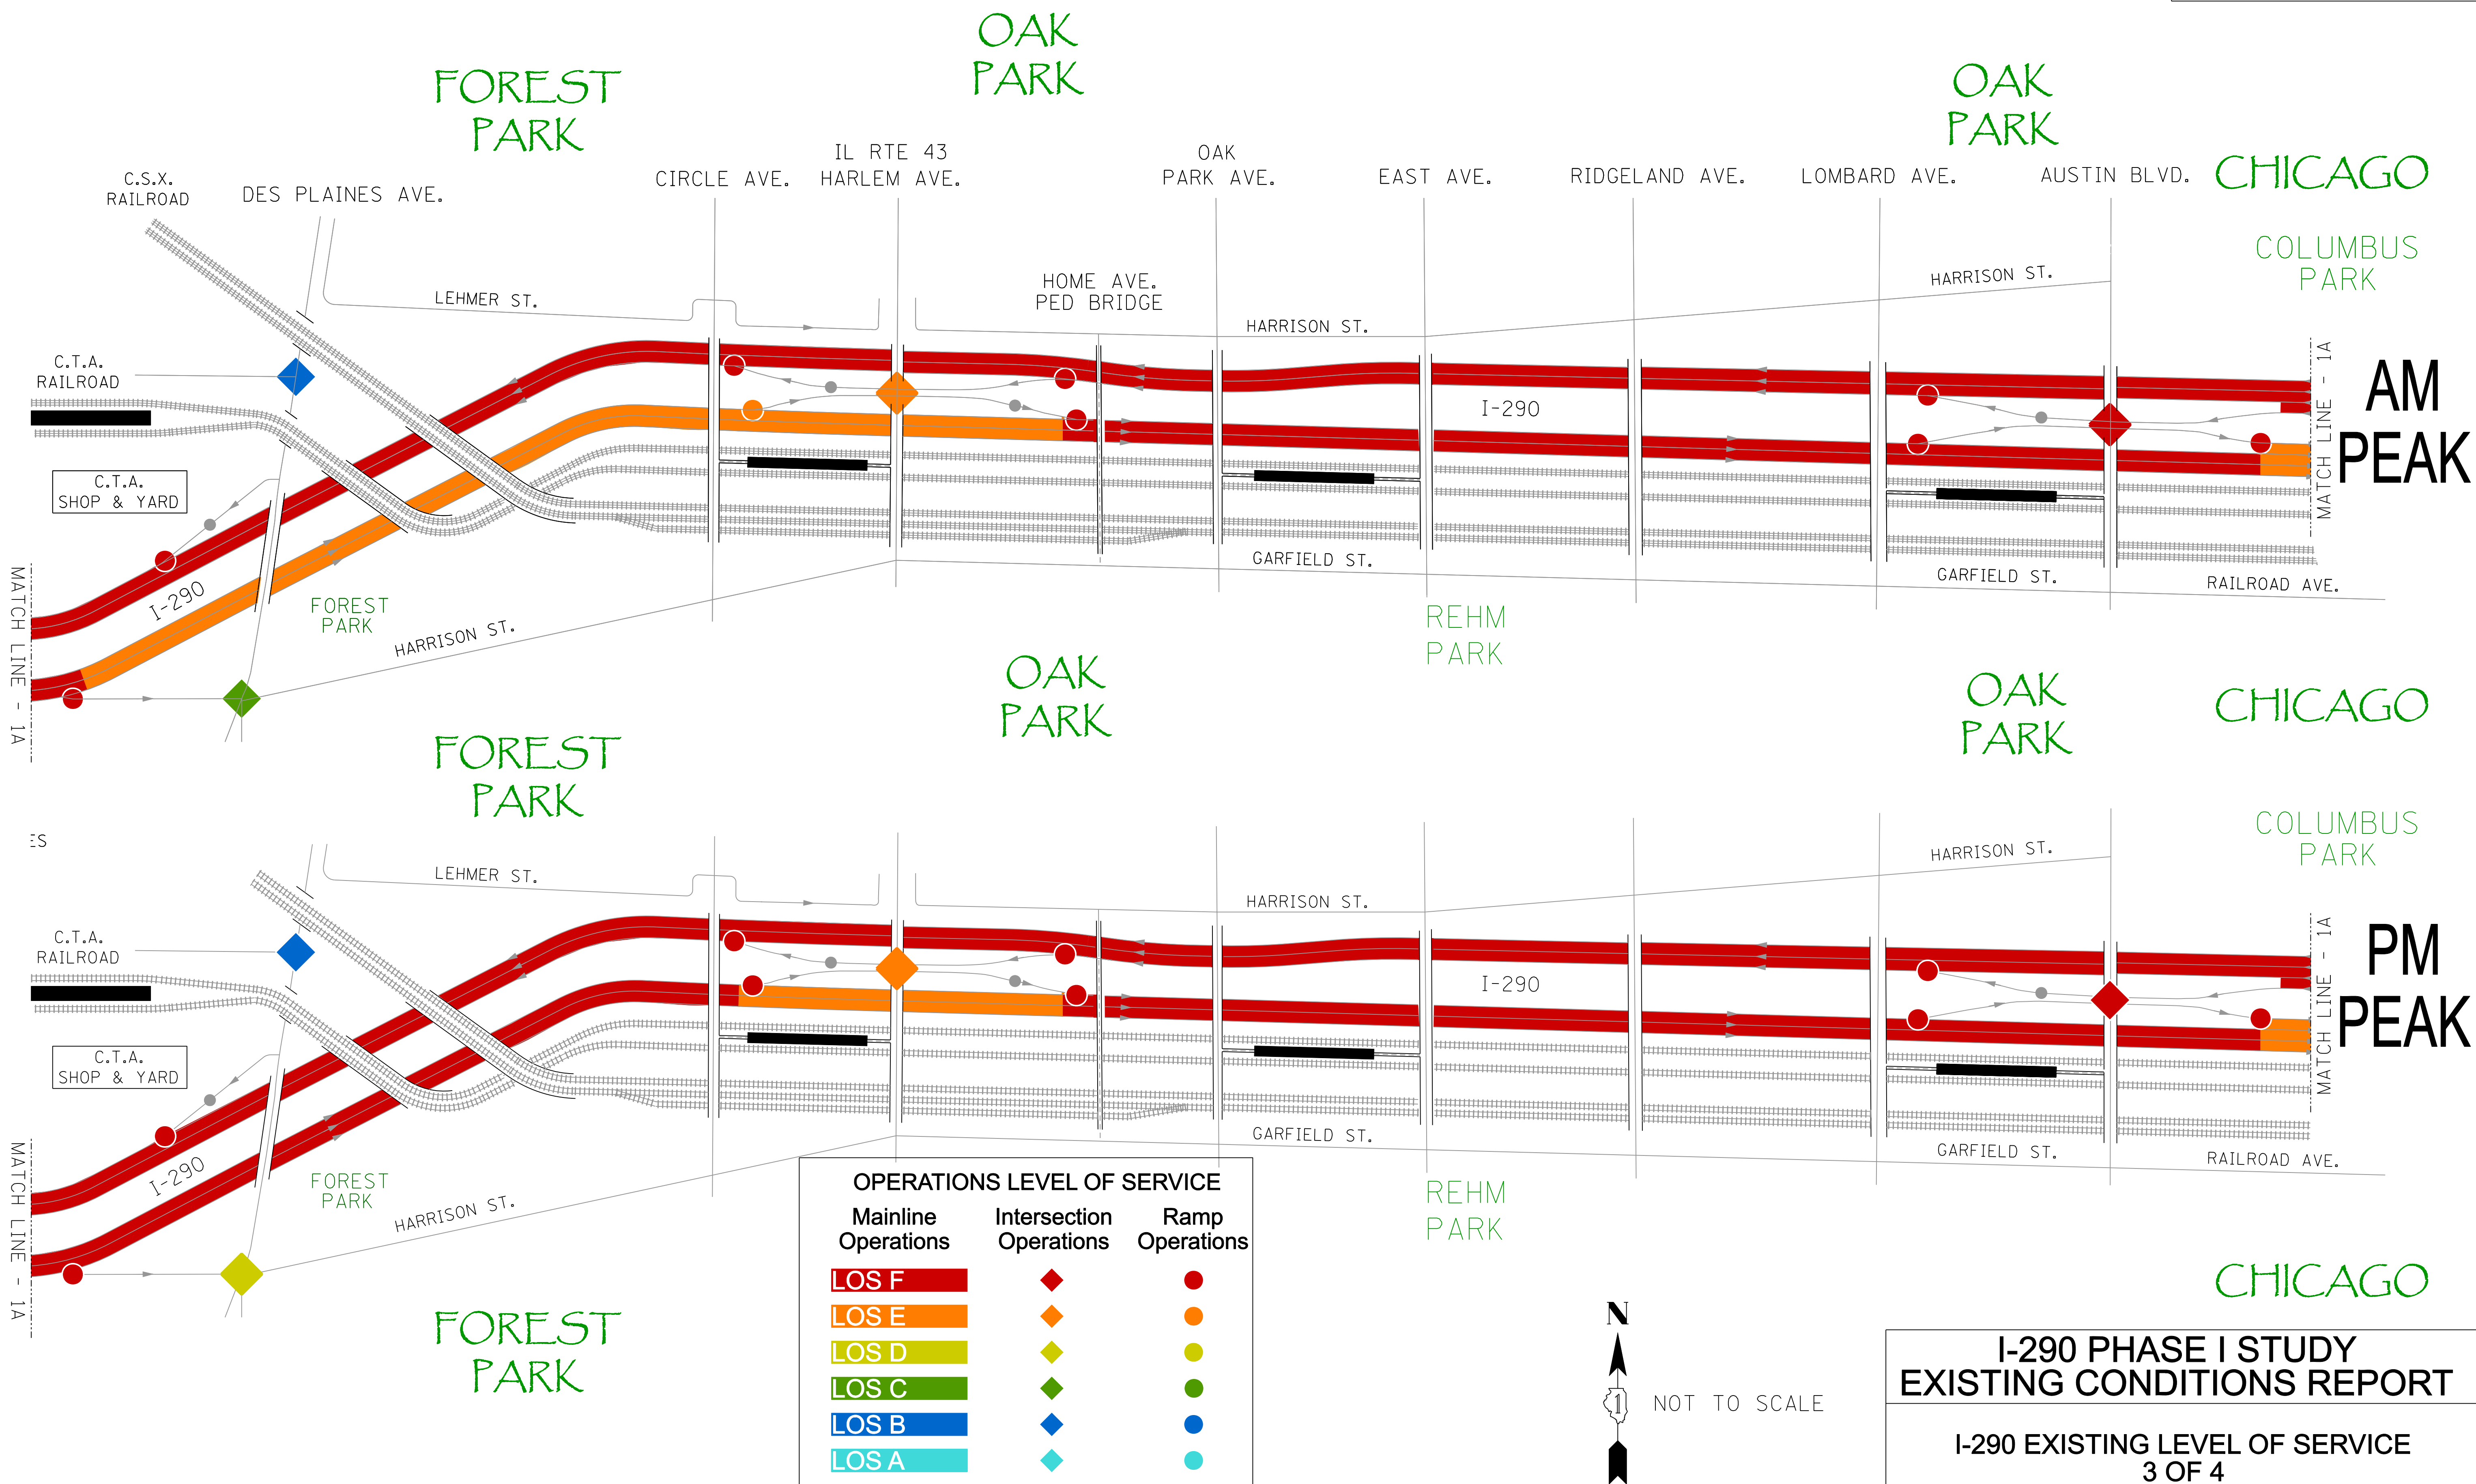 OAK
PARK
FOREST
PARK
OAK
PARK
CHICAGO
C.S.X.
RAILROAD
DES PLAINES AVE.
CIRCLE AVE.
IL RTE 43
HARLEM AVE.
OAK
PARK AVE.
EAST AVE.
RIDGELAND AVE.
LOMBARD AVE.
AUSTIN BLVD.
COLUMBUS
PARK
LEHMER ST.
HOME AVE.
PED BRIDGE
HARRISON ST.
HARRISON ST.
C.T.A.
RAILROAD
I-290
MATCH LINE - 1A
AM
PEAK
C.T.A.
SHOP & YARD
MATCH LINE - 1A
I-290
FOREST
PARK
HARRISON ST.
GARFIELD ST.
GARFIELD ST.
RAILROAD AVE.
REHM
PARK
OAK
PARK
OAK
PARK
CHICAGO
FOREST
PARK
COLUMBUS
PARK
ES
LEHMER ST.
HARRISON ST.
HARRISON ST.
C.T.A.
RAILROAD
I-290
MATCH LINE - 1A
PM
PEAK
C.T.A.
SHOP & YARD
MATCH LINE - 1A
I-290
FOREST
PARK
HARRISON ST.
GARFIELD ST.
GARFIELD ST.
RAILROAD AVE.
REHM
PARK
OPERATIONS LEVEL OF SERVICE
Mainline
Operations
Intersection
Operations
Ramp
Operations
LOS F
LOS E
LOS D
LOS C
LOS B
LOS A
FOREST
PARK
CHICAGO
N
1
NOT TO SCALE
I-290 PHASE I STUDY
EXISTING CONDITIONS REPORT
I-290 EXISTING LEVEL OF SERVICE
3 OF 4